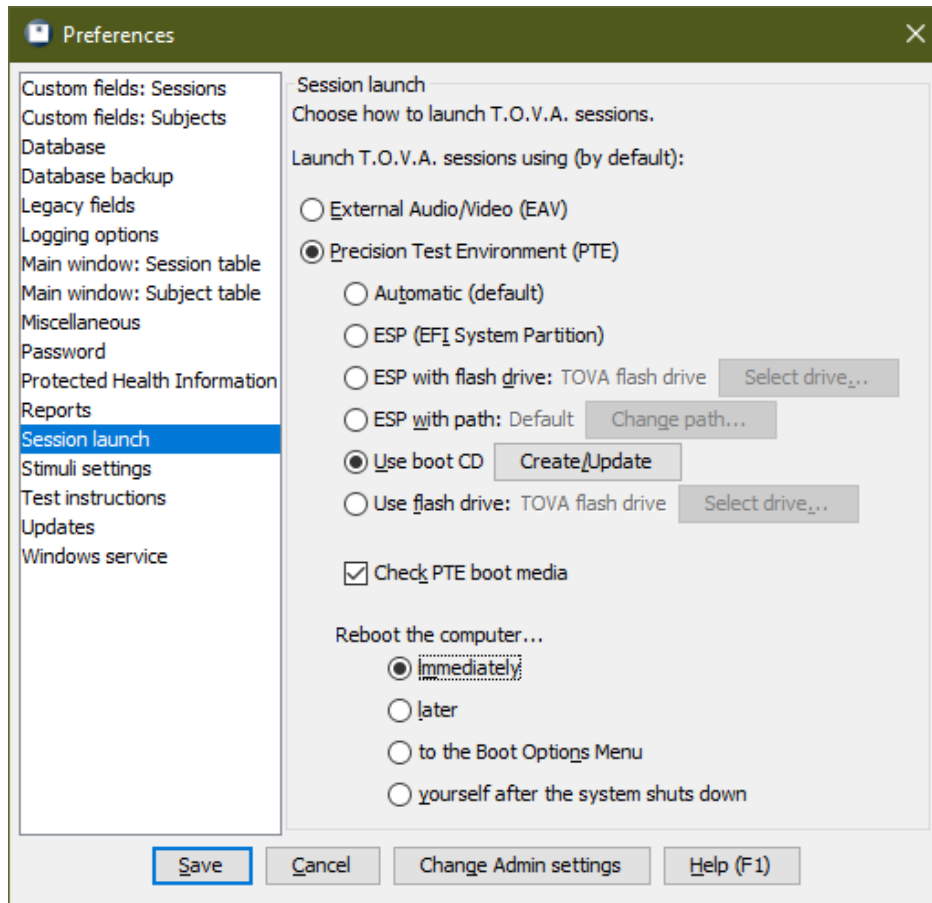 Preferences
Custom fields: Sessions
Custom fields: Subjects
Database
Database backup
Legacy fields
Logging options
Main window: Session table
Main window: Subject table
Miscellaneous
Password
Protected Health Information
Reports
Session launch
Stimuli settings
Test instructions
Updates
Windows service
Session launch
Choose how to launch T.O.V.A. sessions.
Launch T.O.V.A. sessions using (by default):
External Audio/Video (EAV)
Precision Test Environment (PTE)
Automatic (default)
ESP (EFI System Partition)
ESP with flash drive: TOVA flash drive Select drive...
ESP with path: Default Change path...
Use boot CD Create/Update
Use flash drive: TOVA flash drive Select drive...
Check PTE boot media
Reboot the computer...
Immediately
later
to the Boot Options Menu
yourself after the system shuts down
Save Cancel Change Admin settings Help (F1)